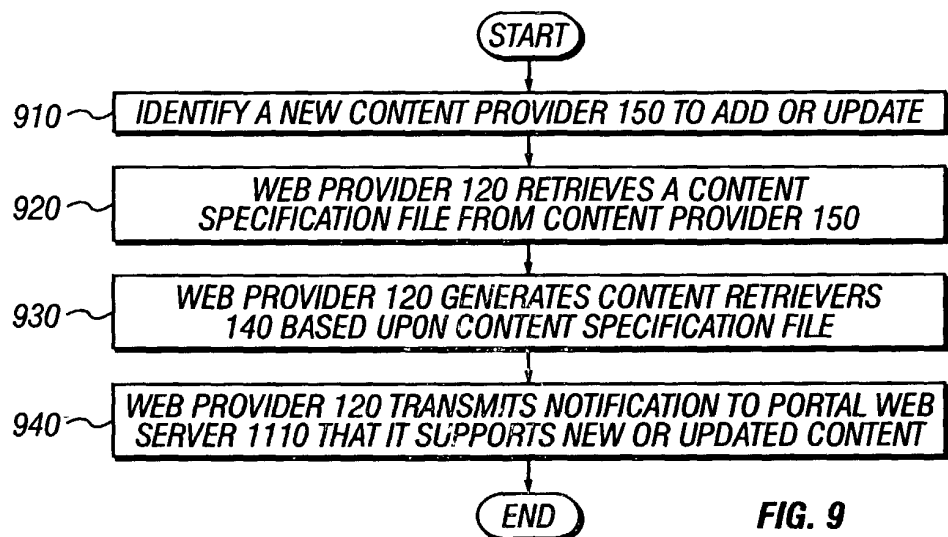 START
910 IDENTIFY A NEW CONTENT PROVIDER 150 TO ADD OR UPDATE
920 WEB PROVIDER 120 RETRIEVES A CONTENT
SPECIFICATION FILE FROM CONTENT PROVIDER 150
930 WEB PROVIDER 120 GENERATES CONTENT RETRIEVERS
140 BASED UPON CONTENT SPECIFICATION FILE
940 WEB PROVIDER 120 TRANSMITS NOTIFICATION TO PORTAL WEB
SERVER 1110 THAT IT SUPPORTS NEW OR UPDATED CONTENT
END
FIG. 9